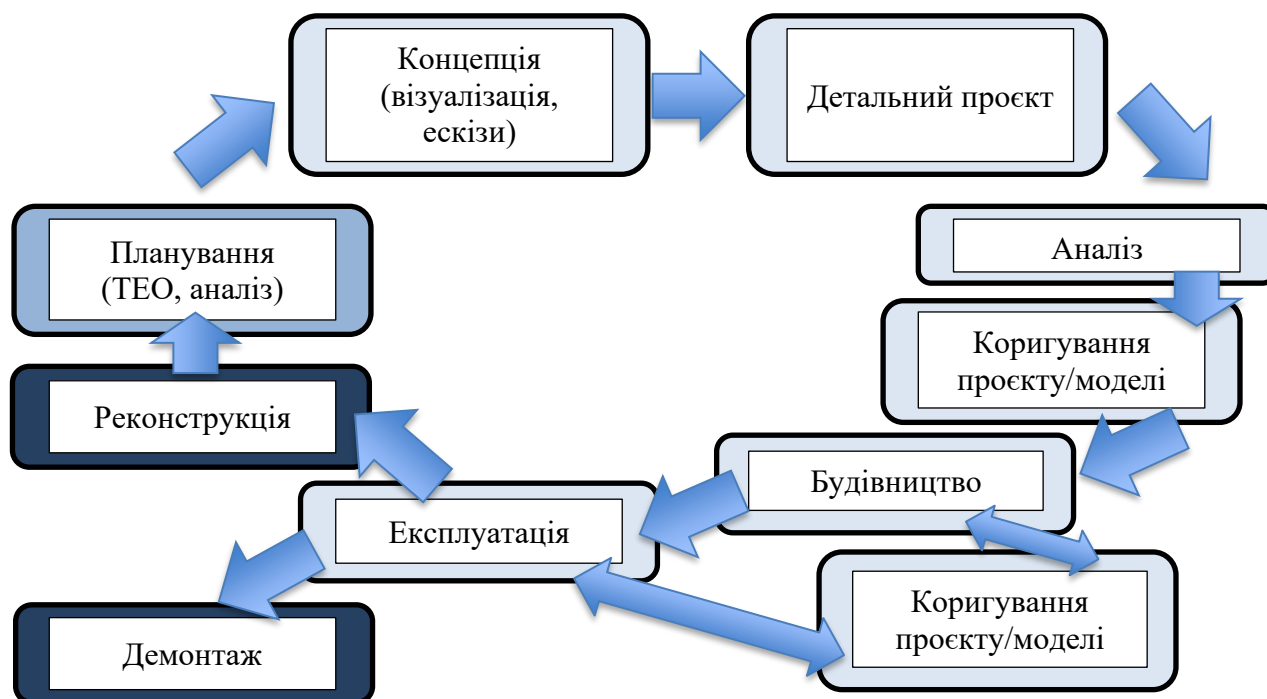 Концепція
(візуалізація,
ескізи)
Детальний проєкт
Планування
(ТЕО, аналіз)
Аналіз
Коригування
проєкту/моделі
Реконструкція
Будівництво
Експлуатація
Коригування
проєкту/моделі
Демонтаж